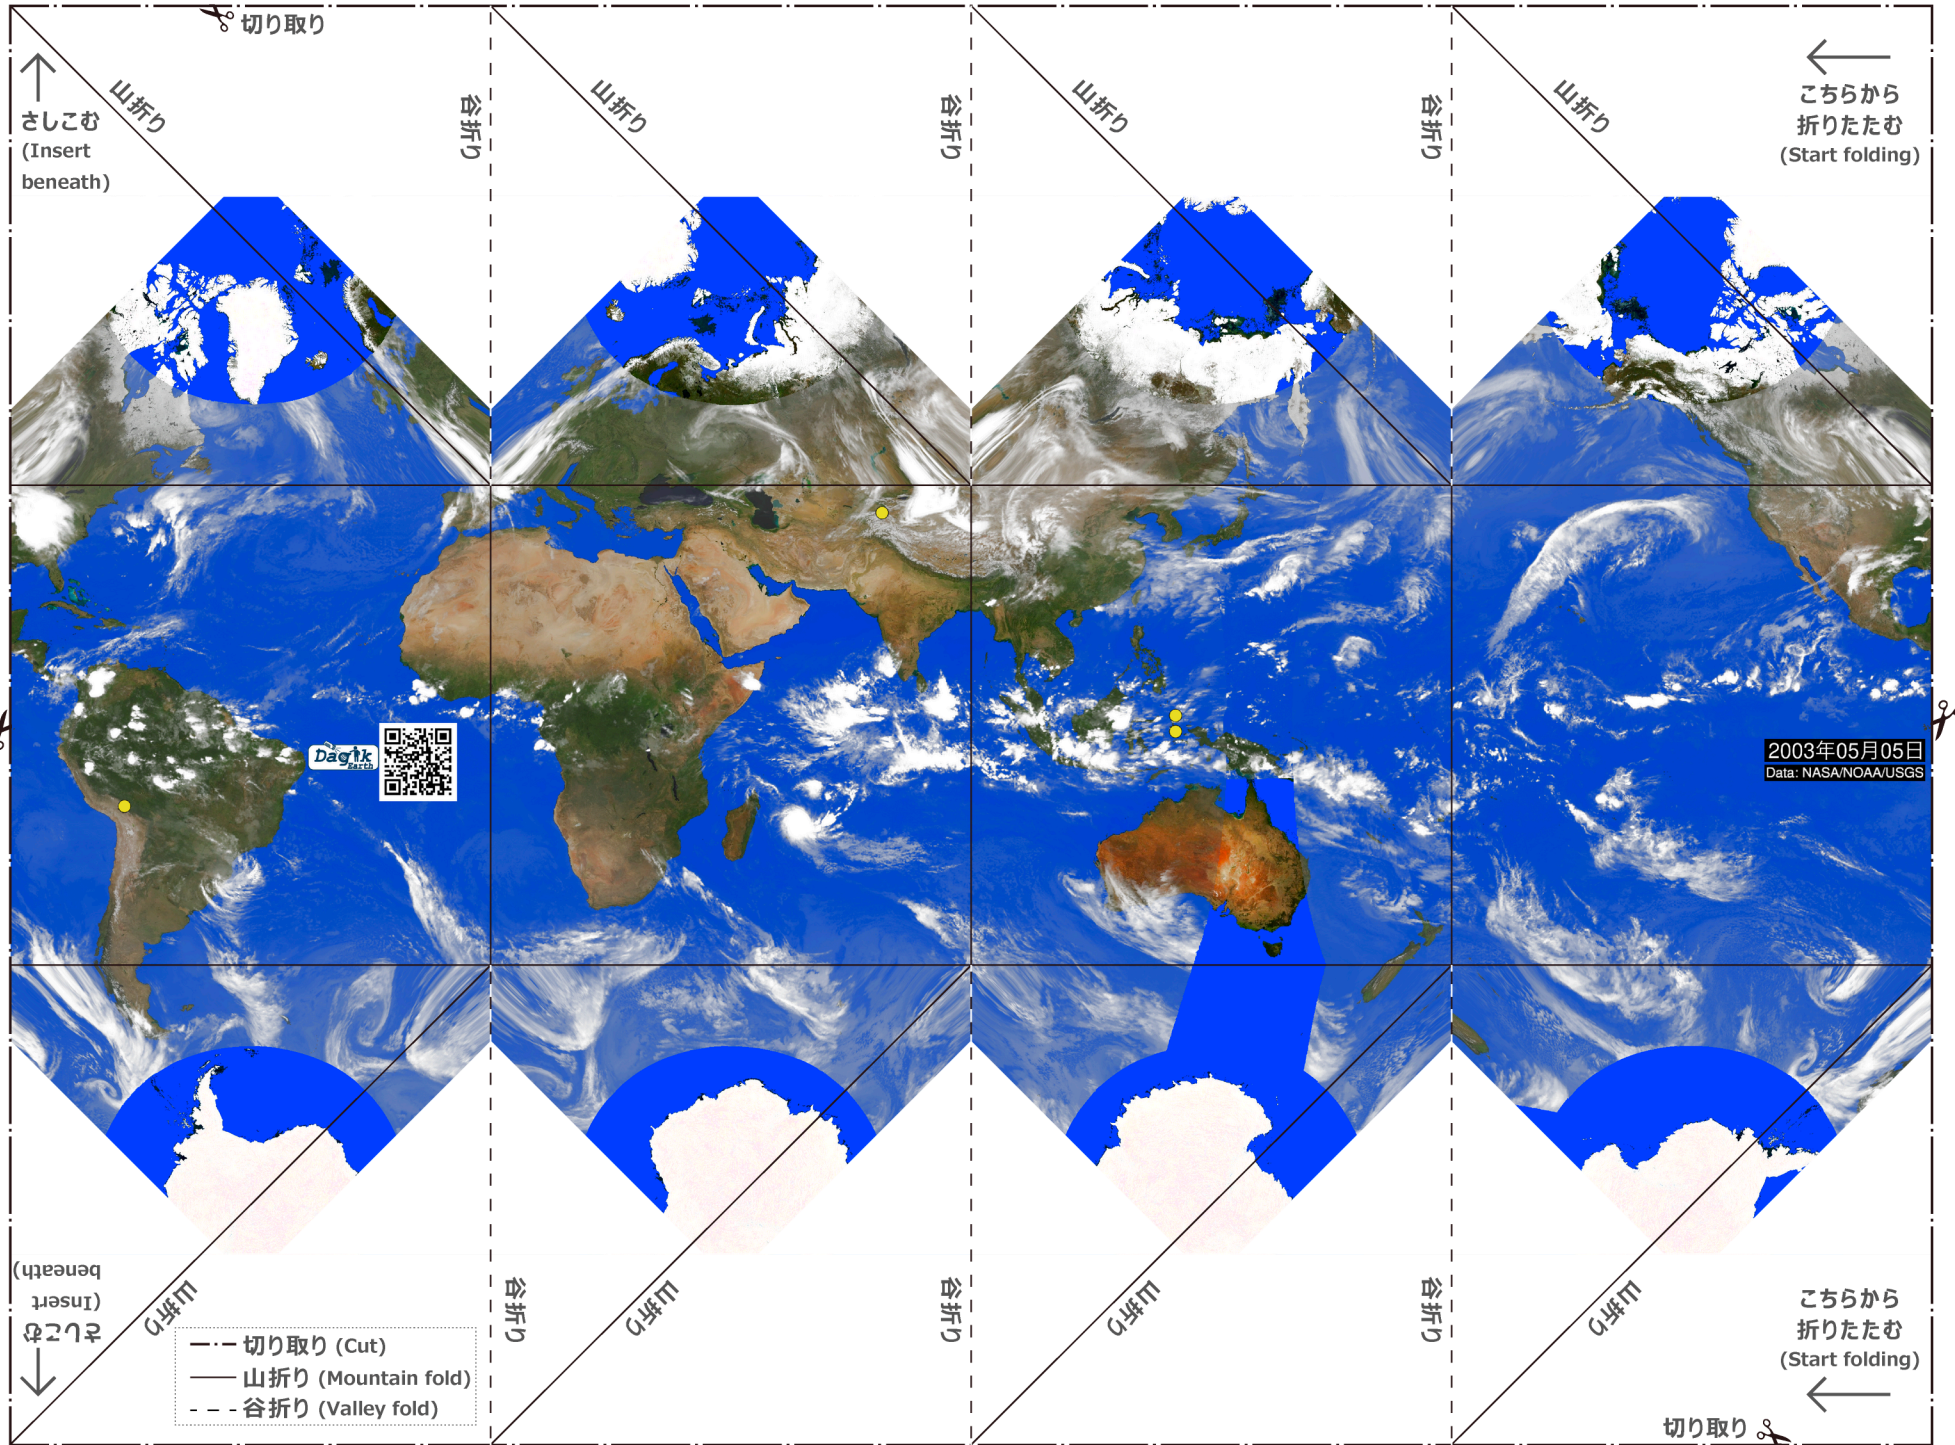 切り取り
さしこむ
(Insert
beneath)
山折り
谷折り
山折り
谷折り
山折り
谷折り
山折り
こちらから
折りたたむ
(Start folding)
Dagik
Earth
2003年05月05日
Data: NASA/NOAA/USGS
さしこむ
(Insert
beneath)
山折り
谷折り
山折り
谷折り
山折り
谷折り
山折り
こちらから
折りたたむ
(Start folding)
切り取り (Cut)
山折り (Mountain fold)
谷折り (Valley fold)
切り取り